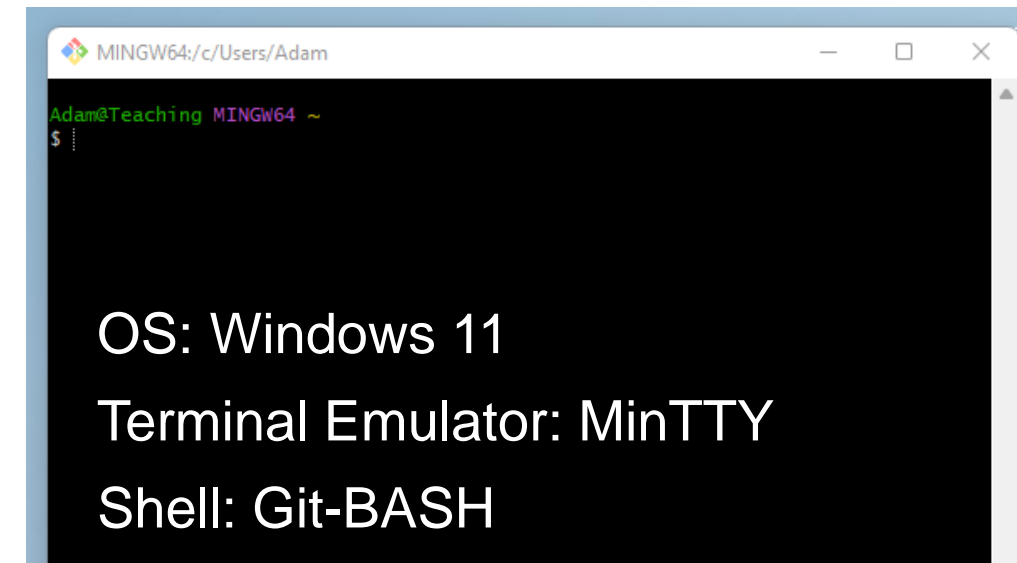 MINGW64:/c/Users/Adam
Adam@Teaching MINGW64 ~
$
OS: Windows 11
Terminal Emulator: MinTTY
Shell: Git-BASH